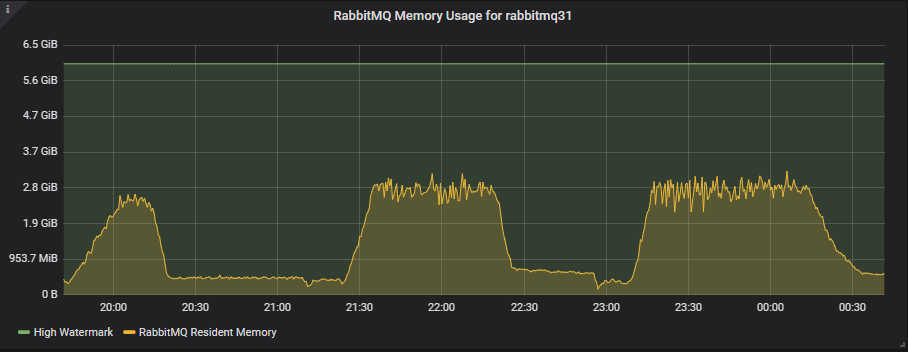 i
RabbitMQ Memory Usage for rabbitmq31
6.5 GiB
5.6 GiB
4.7 GiB
3.7 GiB
2.8 GiB
1.9 GiB
953.7 MiB
0 B
20:00 20:30 21:00 21:30 22:00 22:30 23:00 23:30 00:00 00:30
High Watermark RabbitMQ Resident Memory